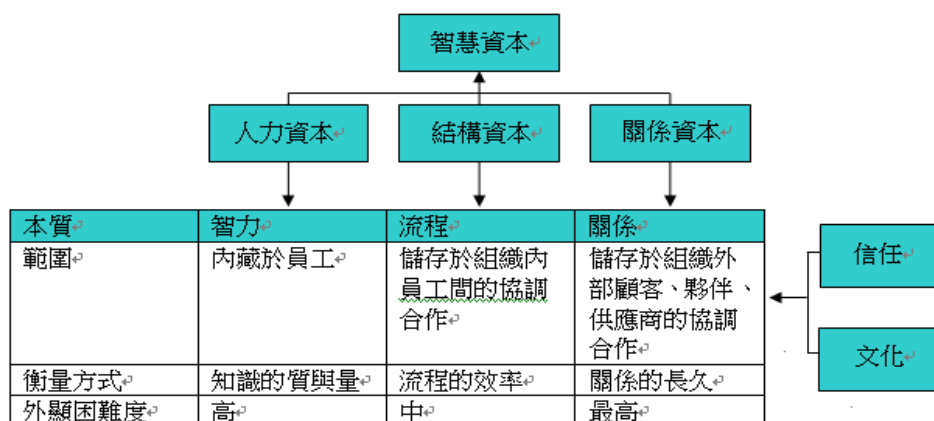 智慧資本
人力資本
結構資本
關係資本
本質
智力
流程
關係
範圍
內藏於員工
儲存於組織內
員工間的協調
合作
儲存於組織外
部顧客、夥伴、
供應商的協調
合作
衡量方式
知識的質與量
流程的效率
關係的長久
外顯困難度
高
中
最高
信任
文化